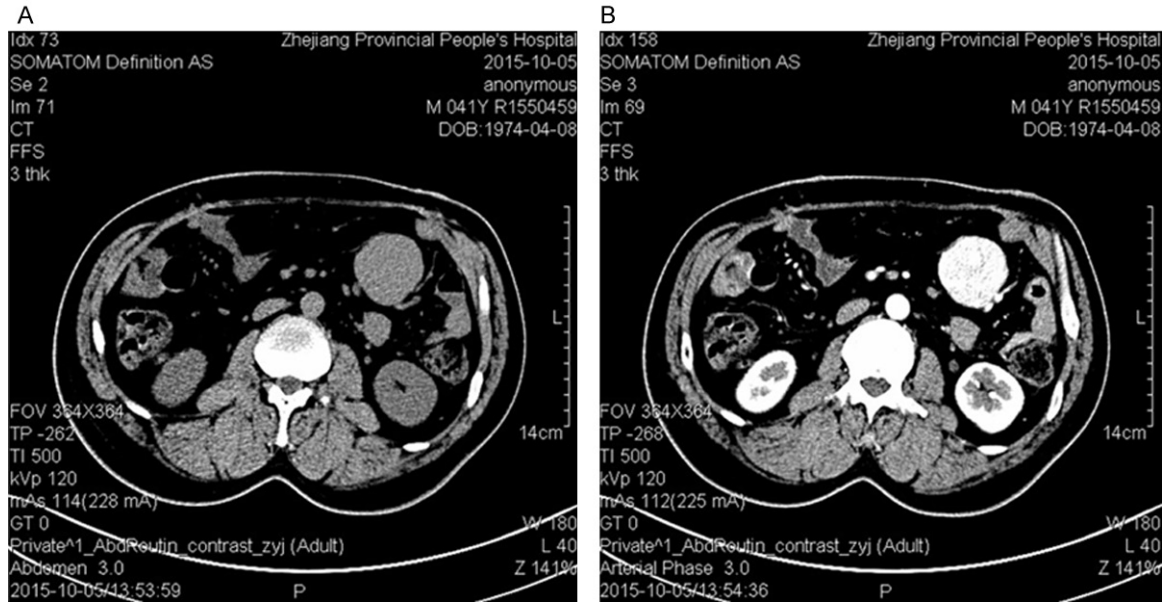 A
Idx 73
Zhejiang Provincial People's Hospital
SOMATOM Definition AS
2015-10-05
Se 2
anonymous
Im 71
M 041Y R1550459
CT
DOB:1974-04-08
FFS
3 thk
L
FOV 364X364
TP -262
14cm
TI 500
kVp 120
mAs 114(228 mA)
GT 0
W 180
Private^1_AbdRoutin_contrast_zyj (Adult)
L 40
Abdomen 3.0
Z 141%
2015-10-05/13:53:59
P
B
Idx 158
Zhejiang Provincial People's Hospital
SOMATOM Definition AS
2015-10-05
Se 3
anonymous
Im 69
M 041Y R1550459
CT
DOB:1974-04-08
FFS
3 thk
L
FOV 364X364
TP -268
14cm
TI 500
kVp 120
mAs 112(225 mA)
GT 0
W 180
Private^1_AbdRoutin_contrast_zyj (Adult)
L 40
Arterial Phase 3.0
Z 141%
2015-10-05/13:54:36
P